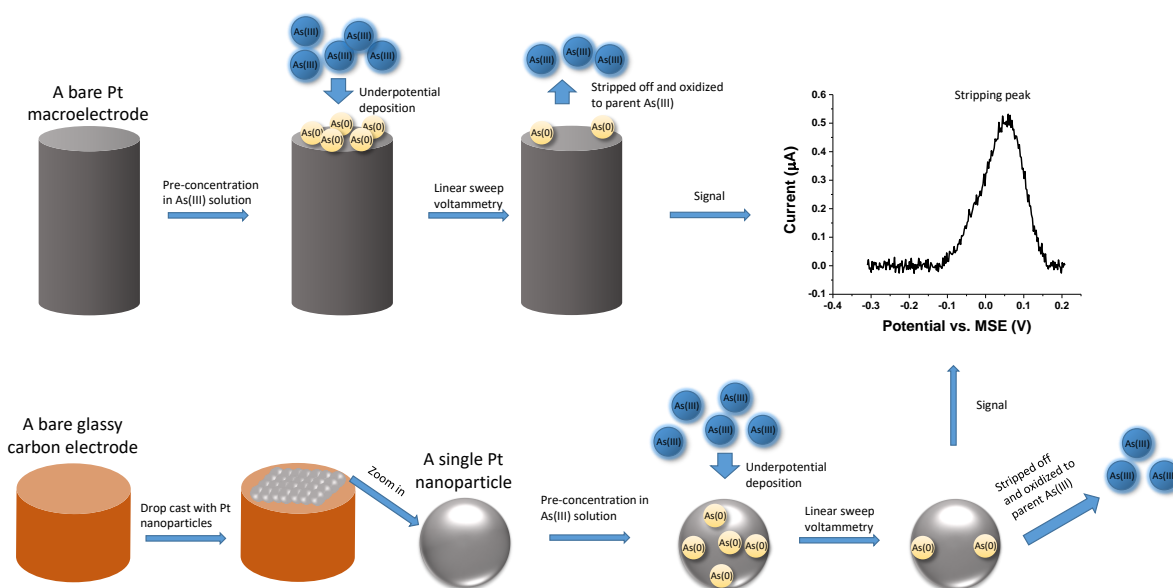 A bare Pt
macroelectrode
Pre-concentration
in As(III) solution
As(III)
As(III)
As(III)
As(III)
As(III)
Underpotential
deposition
As(0)
As(0)
As(0)
As(0)
As(0)
Linear sweep
voltammetry
As(III)
As(III)
As(III)
Stripped off and oxidized
to parent As(III)
As(0)
As(0)
Signal
Stripping peak
Current (μA)
0.6
0.5
0.4
0.3
0.2
0.1
0.0
-0.1
-0.4
-0.3
-0.2
-0.1
0.0
0.1
0.2
Potential vs. MSE (V)
A bare glassy
carbon electrode
Drop cast with Pt
nanoparticles
Zoom in
A single Pt
nanoparticle
Pre-concentration in
As(III) solution
As(III)
As(III)
As(III)
As(III)
As(III)
Underpotential
deposition
As(0)
As(0)
As(0)
As(0)
As(0)
Linear sweep
voltammetry
As(0)
As(0)
Signal
Stripped off
and oxidized to
parent As(III)
As(III)
As(III)
As(III)